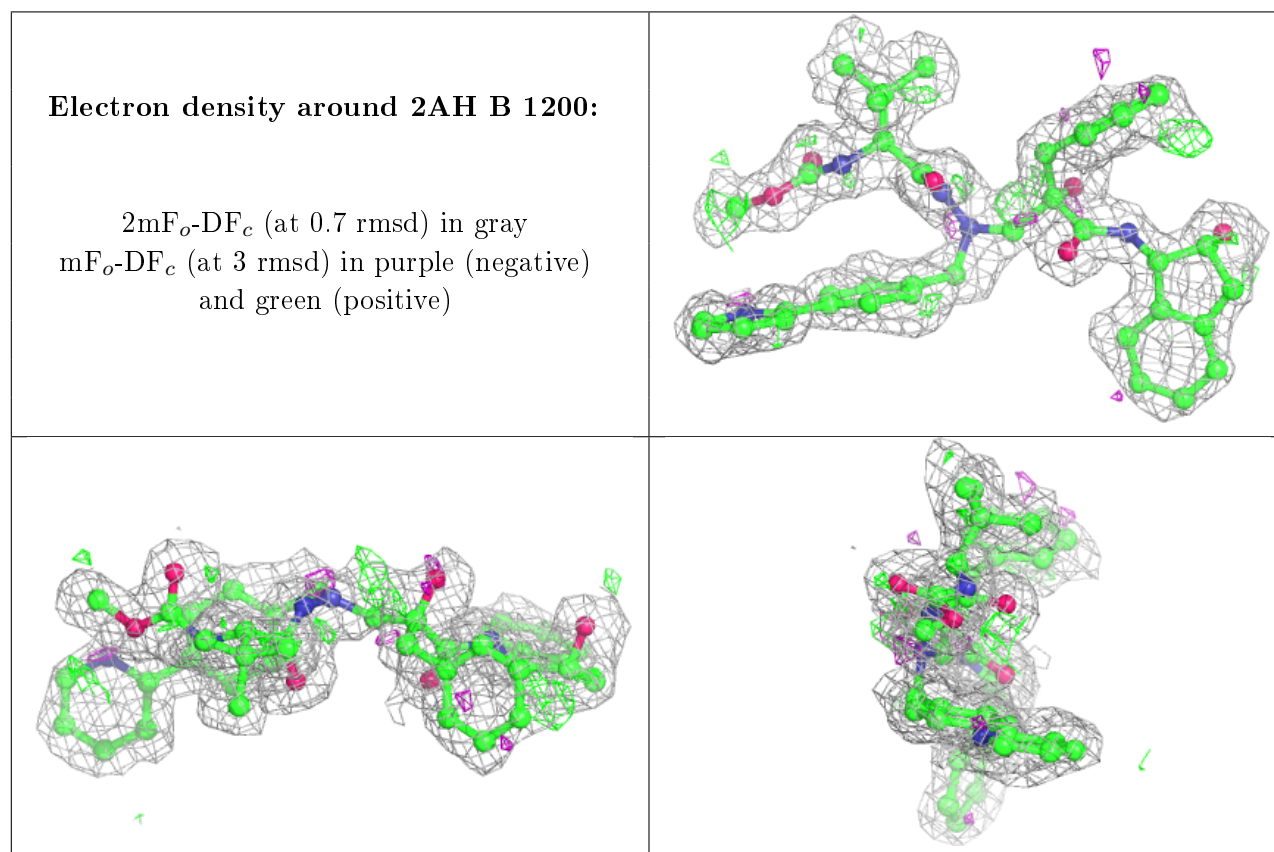 Electron density around 2AH B 1200:
2mFₒ-DF𝒸 (at 0.7 rmsd) in gray
mFₒ-DF𝒸 (at 3 rmsd) in purple (negative)
and green (positive)